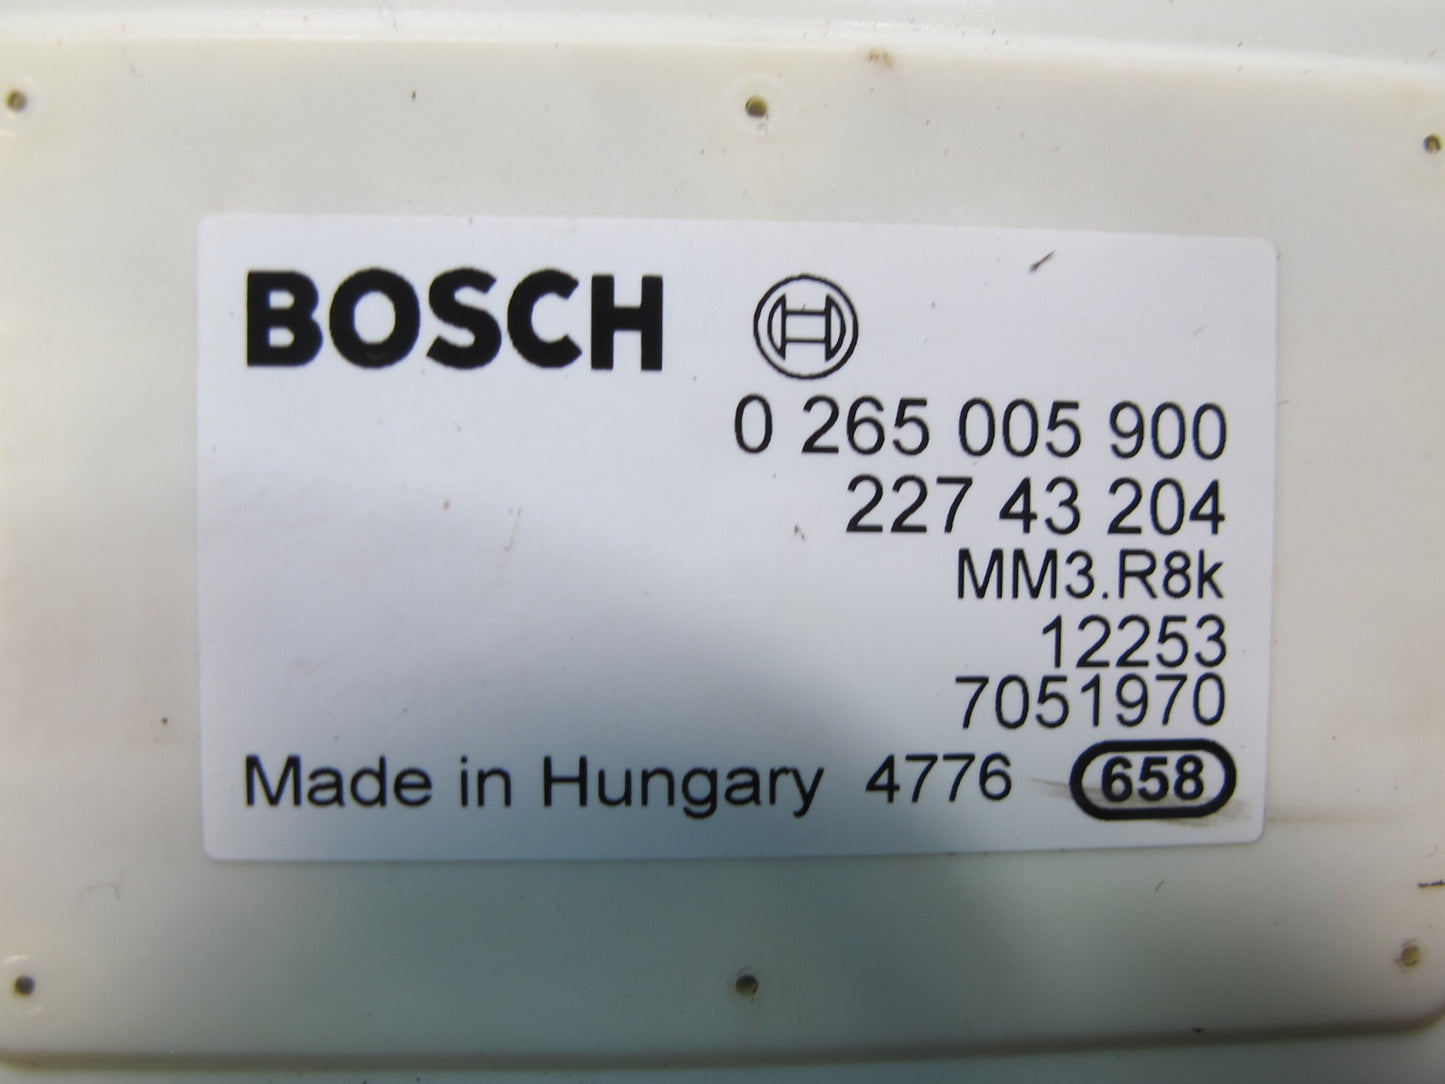 BOSCH
0 265 005 900
227 43 204
MM3.R8k
12253
7051970
Made in Hungary 4776 658